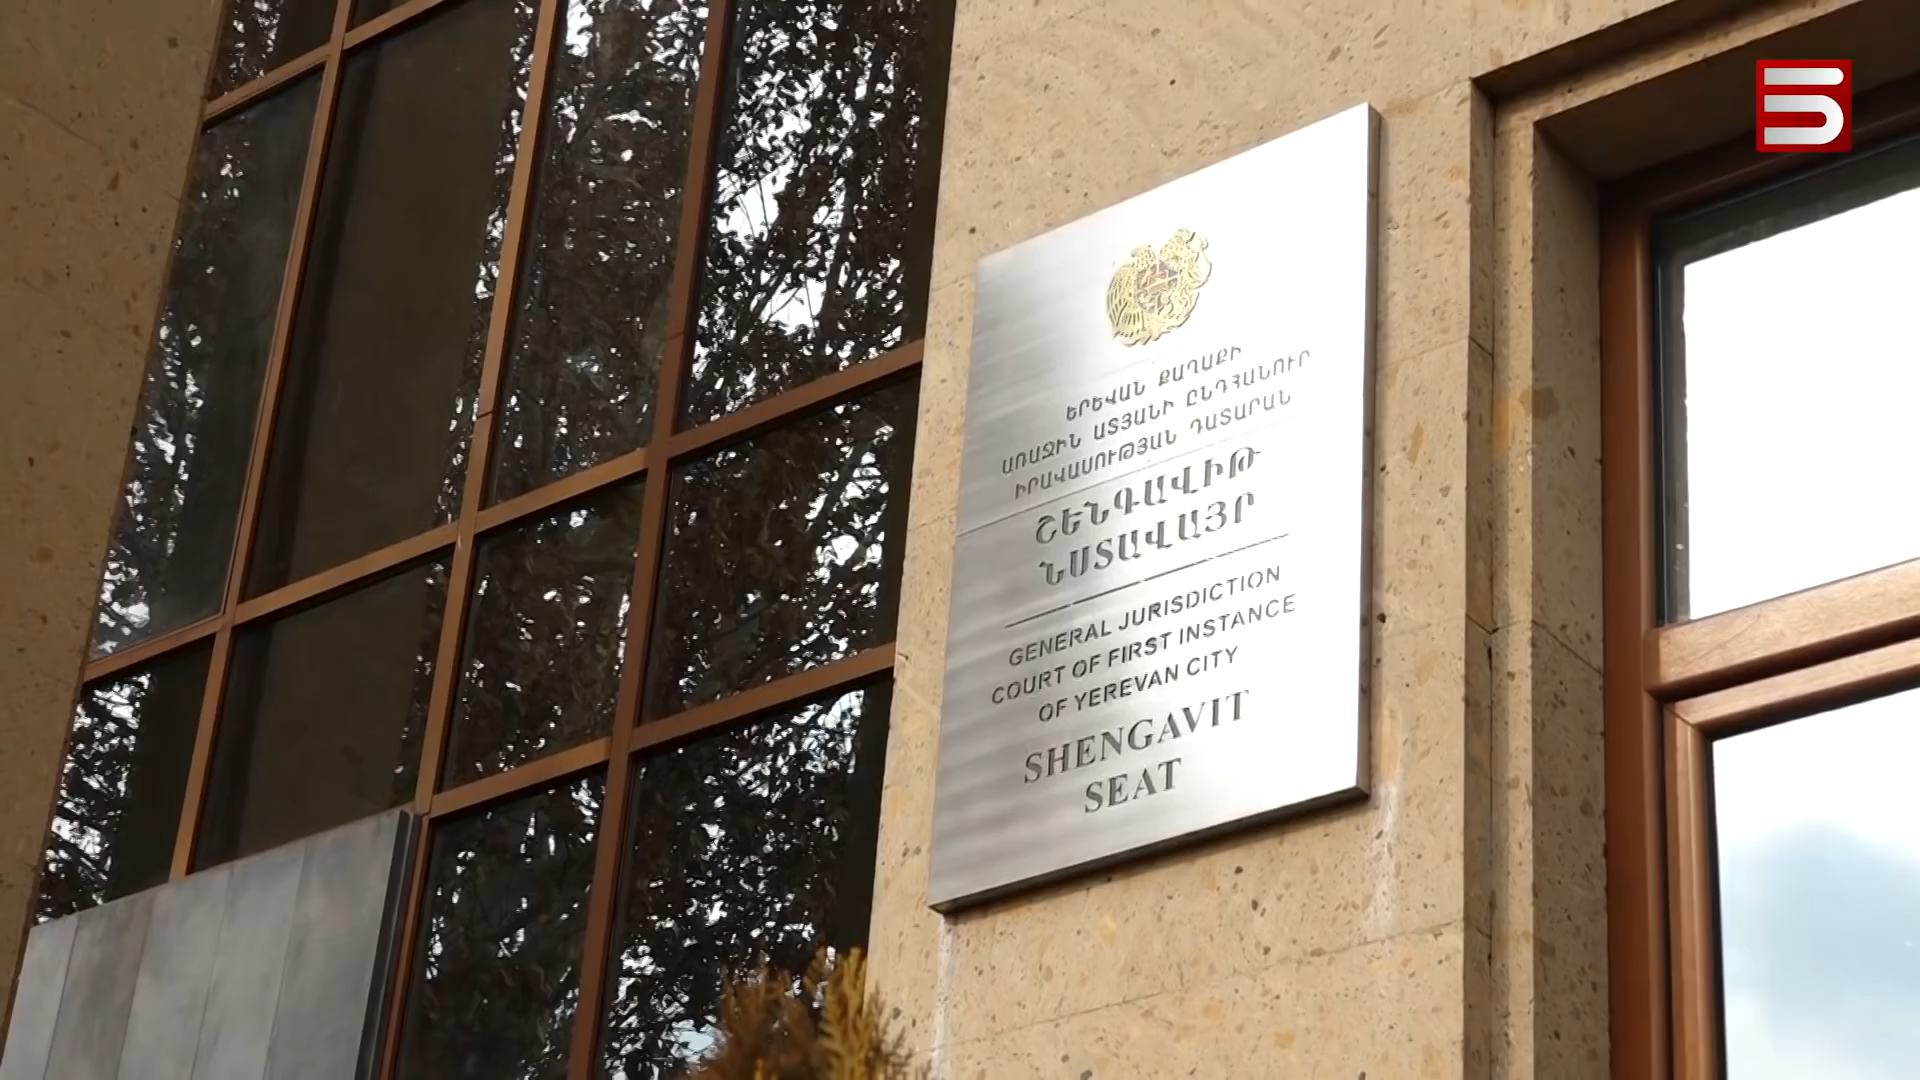 5
ԵՐԵՎԱՆ ՔԱՂԱՔԻ
ԱՌԱՋԻՆ ԱՏՅԱՆԻ ԸՆԴՀԱՆՈՒՐ
ԻՐԱՎԱՍՈՒԹՅԱՆ ԴԱՏԱՐԱՆ
ՇԵՆԳԱՎԻԹ
ՆՍՏԱՎԱՅՐ
GENERAL JURISDICTION
COURT OF FIRST INSTANCE
OF YEREVAN CITY
SHENGAVIT
SEAT